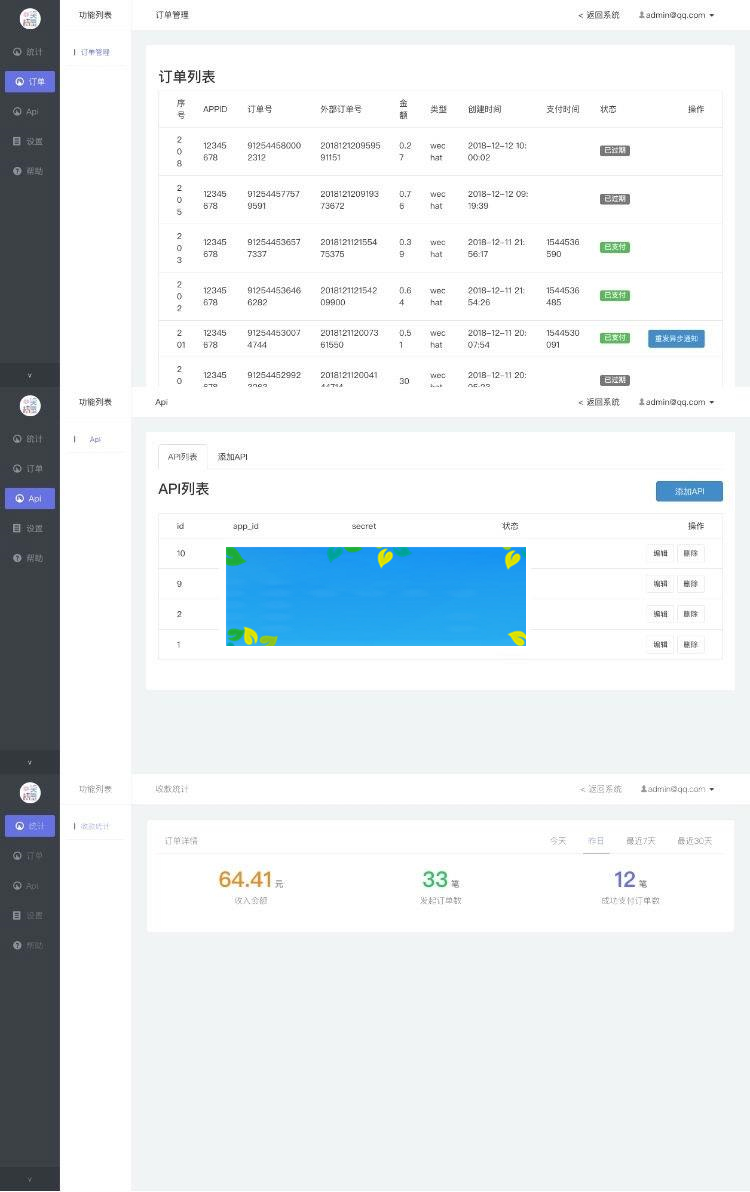 功能列表
订单管理
< 返回系统
admin@qq.com
统计
订单
Api
设置
帮助
订单管理
订单列表
序号 APPID 订单号 外部订单号 金额 类型 创建时间 支付时间 状态 操作
208 12345678 912544580002312 201812120959591151 0.27 wechat 2018-12-12 10:00:02 已过期
205 12345678 912544577579591 201812120919373672 0.76 wechat 2018-12-12 09:19:39 已过期
203 12345678 912544536577337 201812112155475375 0.39 wechat 2018-12-11 21:56:17 1544536590 已支付
202 12345678 912544536466282 201812112154209900 0.64 wechat 2018-12-11 21:54:26 1544536485 已支付
201 12345678 912544530074744 201812112007361550 0.51 wechat 2018-12-11 20:07:54 1544530091 已支付 重发异步通知
20 12345 91254452992 2018121120041 30 wec 2018-12-11 20: 已过期
功能列表
Api
< 返回系统
admin@qq.com
统计
订单
Api
设置
帮助
Api
API列表 添加API
API列表
添加API
id app_id secret 状态 操作
10 编辑 删除
9 编辑 删除
2 编辑 删除
1 编辑 删除
功能列表
收款统计
< 返回系统
admin@qq.com
统计
订单
Api
设置
帮助
收款统计
订单详情
今天 昨日 最近7天 最近30天
64.41 元
33 笔
12 笔
收入金额
发起订单数
成功支付订单数